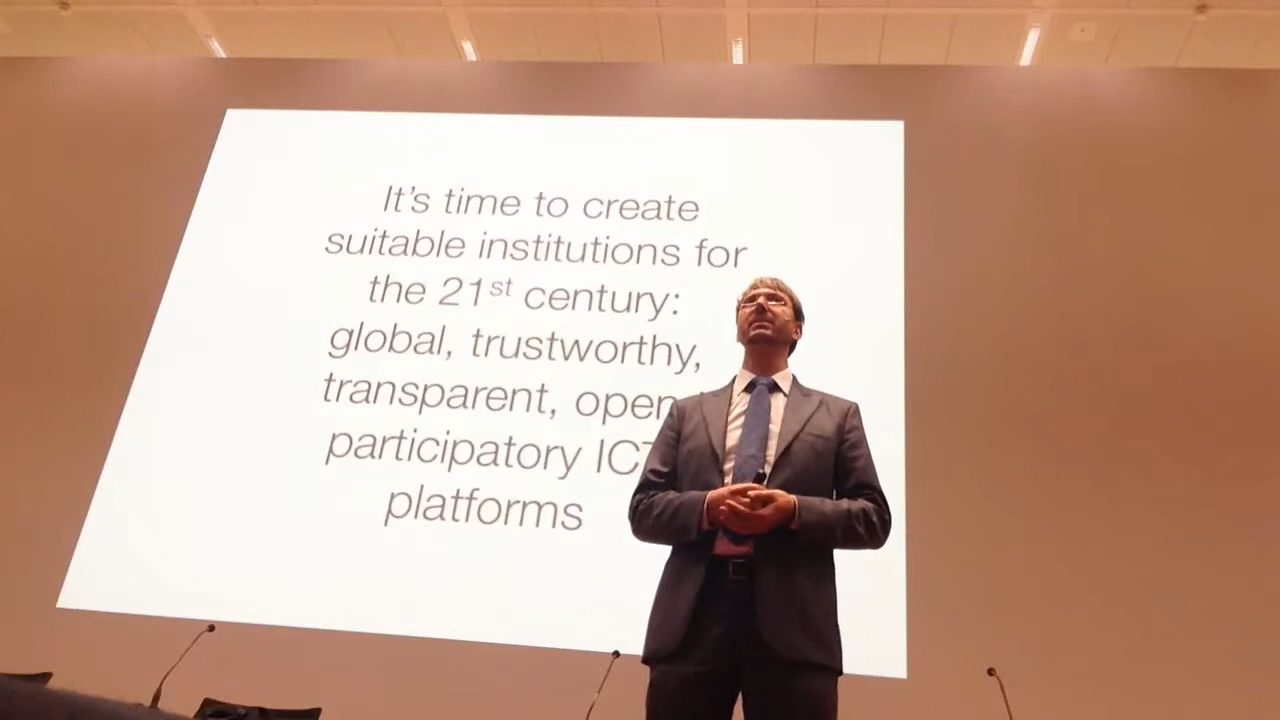 It's time to create
suitable institutions for
the 21st century:
global, trustworthy,
transparent, open
participatory
platforms